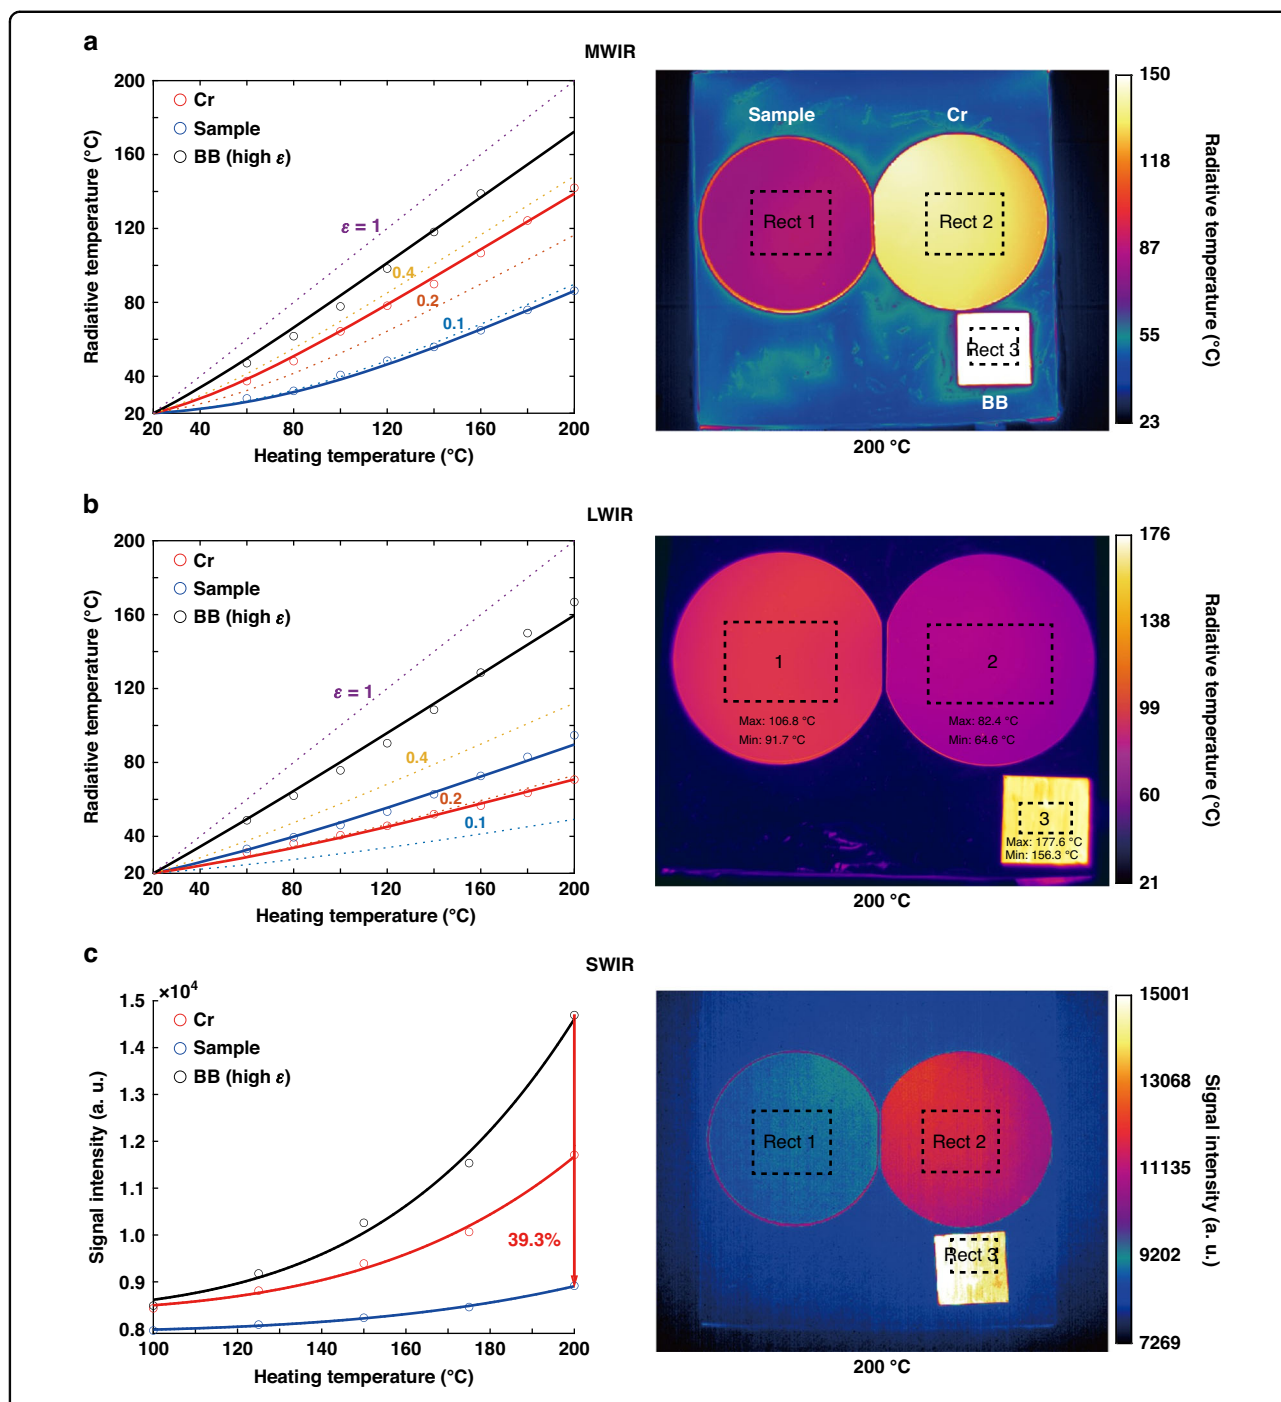 a
MWIR
200
160
120
80
40
20
20
40
80
120
160
200
Radiative temperature (°C)
Heating temperature (°C)
Cr
Sample
BB (high ε)
ε = 1
0.4
0.2
0.1
Sample
Cr
Rect 1
Rect 2
Rect 3
BB
200 °C
150
118
87
55
23
Radiative temperature (°C)
b
LWIR
200
160
120
80
40
20
20
40
80
120
160
200
Radiative temperature (°C)
Heating temperature (°C)
Cr
Sample
BB (high ε)
ε = 1
0.4
0.2
0.1
1
Max: 106.8 °C
Min: 91.7 °C
2
Max: 82.4 °C
Min: 64.6 °C
3
Max: 177.6 °C
Min: 156.3 °C
200 °C
176
138
99
60
21
Radiative temperature (°C)
c
SWIR
×10⁴
1.5
1.4
1.3
1.2
1.1
1.0
0.9
0.8
100
120
140
160
180
200
Signal intensity (a. u.)
Heating temperature (°C)
Cr
Sample
BB (high ε)
39.3%
Rect 1
Rect 2
Rect 3
200 °C
15001
13068
11135
9202
7269
Signal intensity (a. u.)